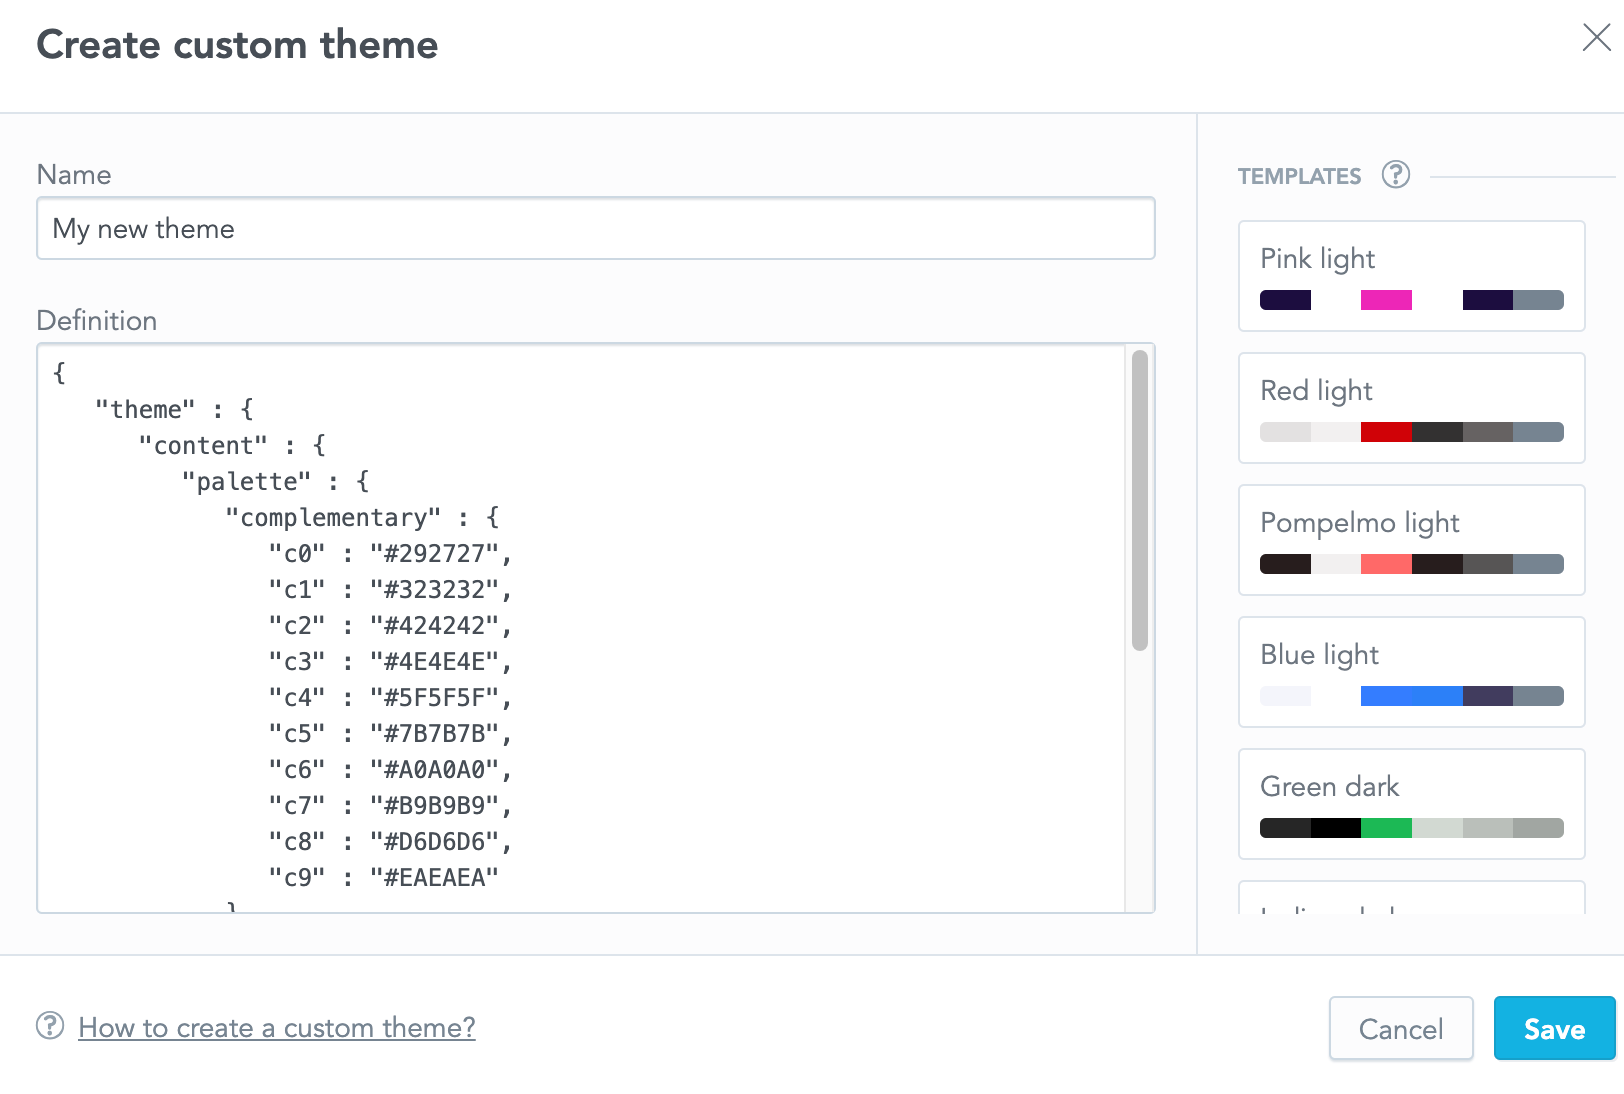 Create custom theme
Name
My new theme
Definition
{
"theme" : {
"content" : {
"palette" : {
"complementary" : {
"c0" : "#292727",
"c1" : "#323232",
"c2" : "#424242",
"c3" : "#4E4E4E",
"c4" : "#5F5F5F",
"c5" : "#7B7B7B",
"c6" : "#A0A0A0",
"c7" : "#B9B9B9",
"c8" : "#D6D6D6",
"c9" : "#EAEAEA"
}
TEMPLATES ?
Pink light
Red light
Pompelmo light
Blue light
Green dark
? How to create a custom theme?
Cancel
Save